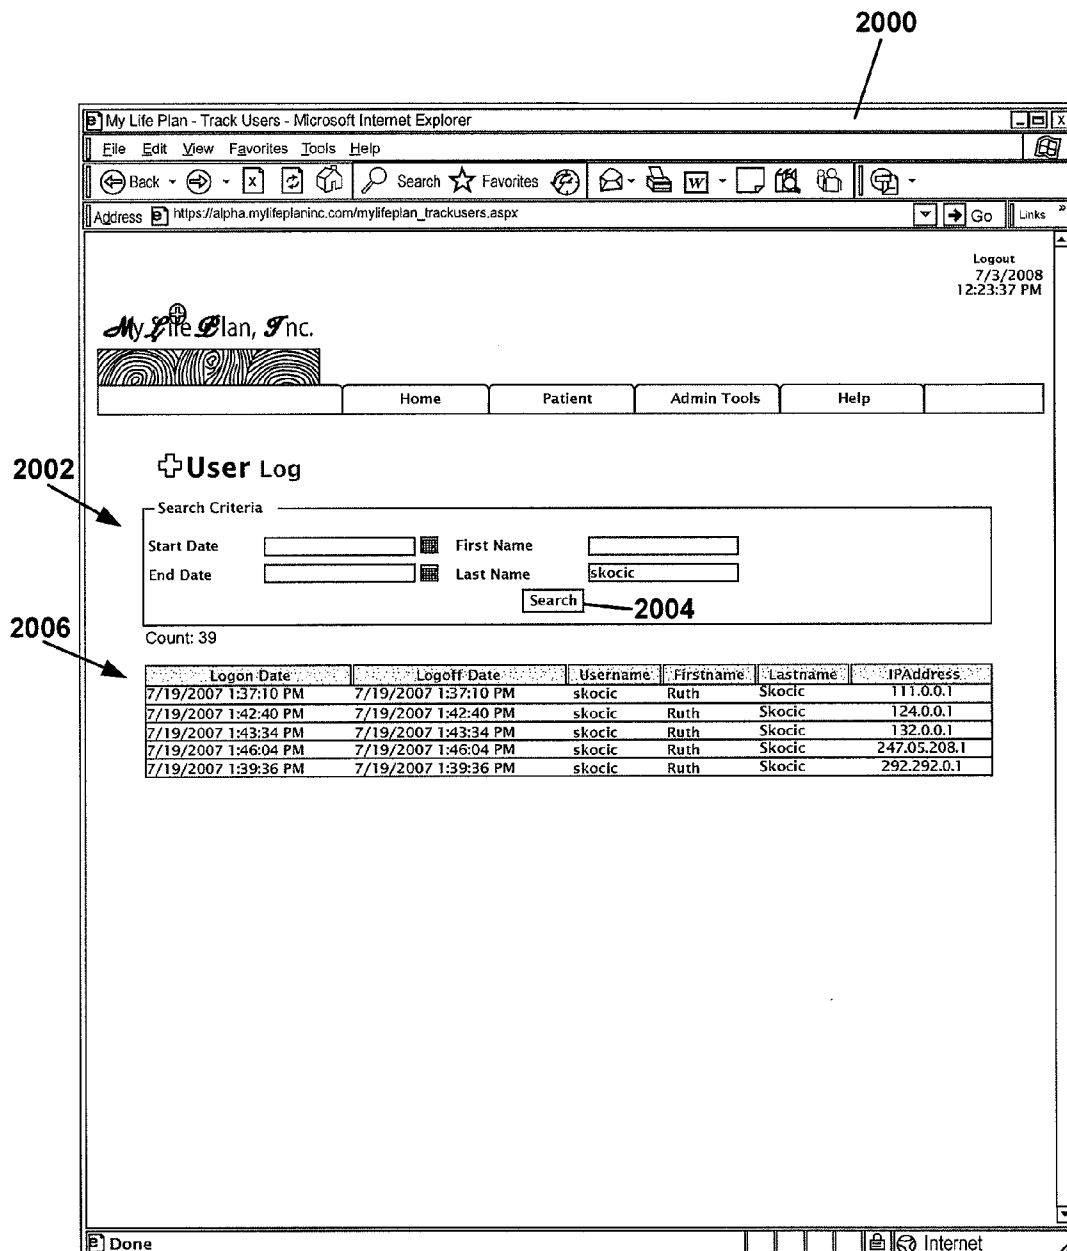 2000
My Life Plan - Track Users - Microsoft Internet Explorer
File Edit View Favorites Tools Help
Back Search Favorites W
Address https://alpha.mylifeplaninc.com/mylifeplan_trackusers.aspx Go Links »
Logout
7/3/2008
12:23:37 PM
My Life Plan, Inc.
Home Patient Admin Tools Help
2002
User Log
Search Criteria
Start Date First Name
End Date Last Name skocic
Search 2004
2006
Count: 39
Logon Date Logoff Date Username Firstname Lastname IPAddress
7/19/2007 1:37:10 PM 7/19/2007 1:37:10 PM skocic Ruth Skocic 111.0.0.1
7/19/2007 1:42:40 PM 7/19/2007 1:42:40 PM skocic Ruth Skocic 124.0.0.1
7/19/2007 1:43:34 PM 7/19/2007 1:43:34 PM skocic Ruth Skocic 132.0.0.1
7/19/2007 1:46:04 PM 7/19/2007 1:46:04 PM skocic Ruth Skocic 247.05.208.1
7/19/2007 1:39:36 PM 7/19/2007 1:39:36 PM skocic Ruth Skocic 292.292.0.1
Done Internet